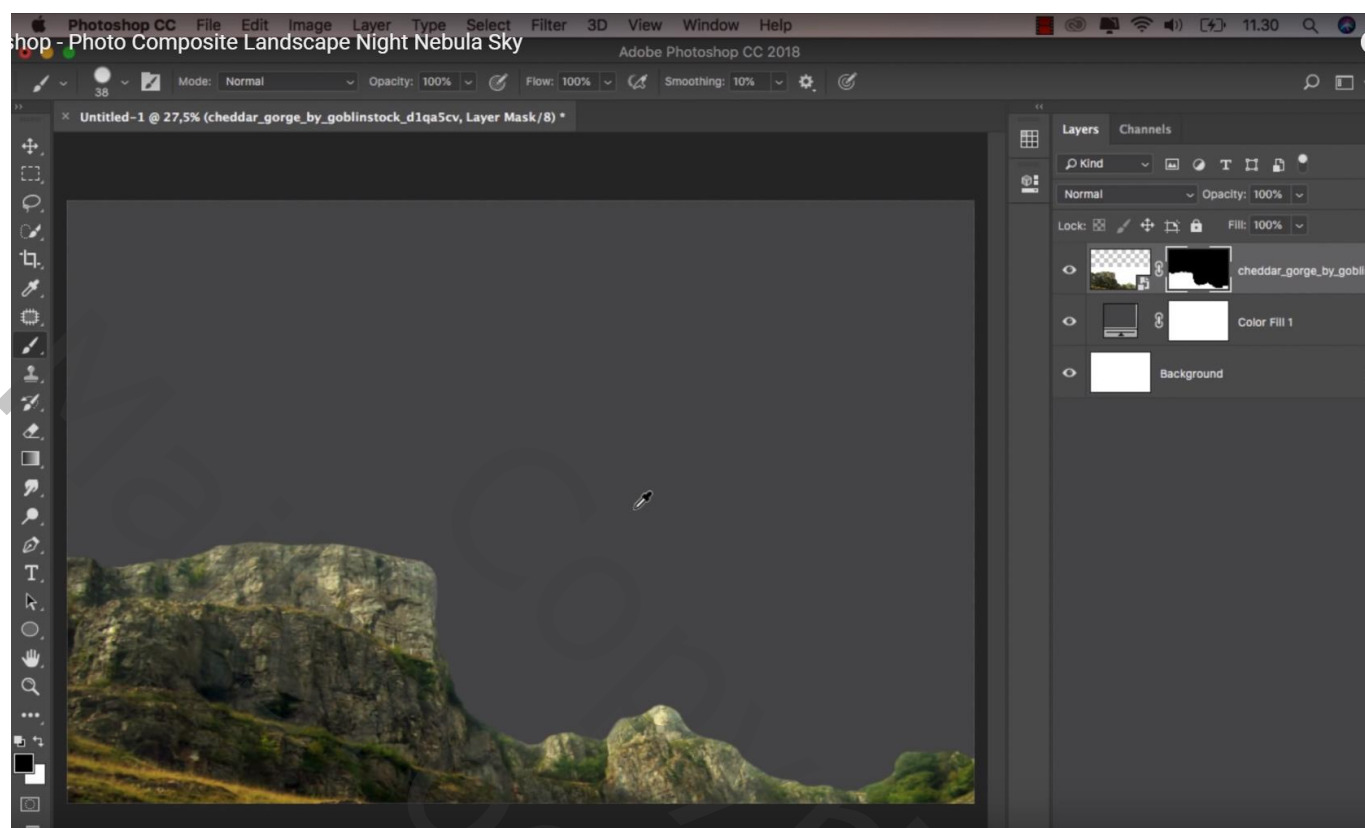 Photoshop CC File Edit Image Layer Type Select Filter 3D View Window Help 11.30
shop - Photo Composite Landscape Night Nebula Sky
Adobe Photoshop CC 2018
38 Mode: Normal Opacity: 100% Flow: 100% Smoothing: 10%
Untitled-1 @ 27,5% (cheddar_gorge_by_goblinstock_d1qa5cv, Layer Mask/8) *
Layers Channels
Kind
Normal Opacity: 100%
Lock: Fill: 100%
cheddar_gorge_by_gobli
Color Fill 1
Background